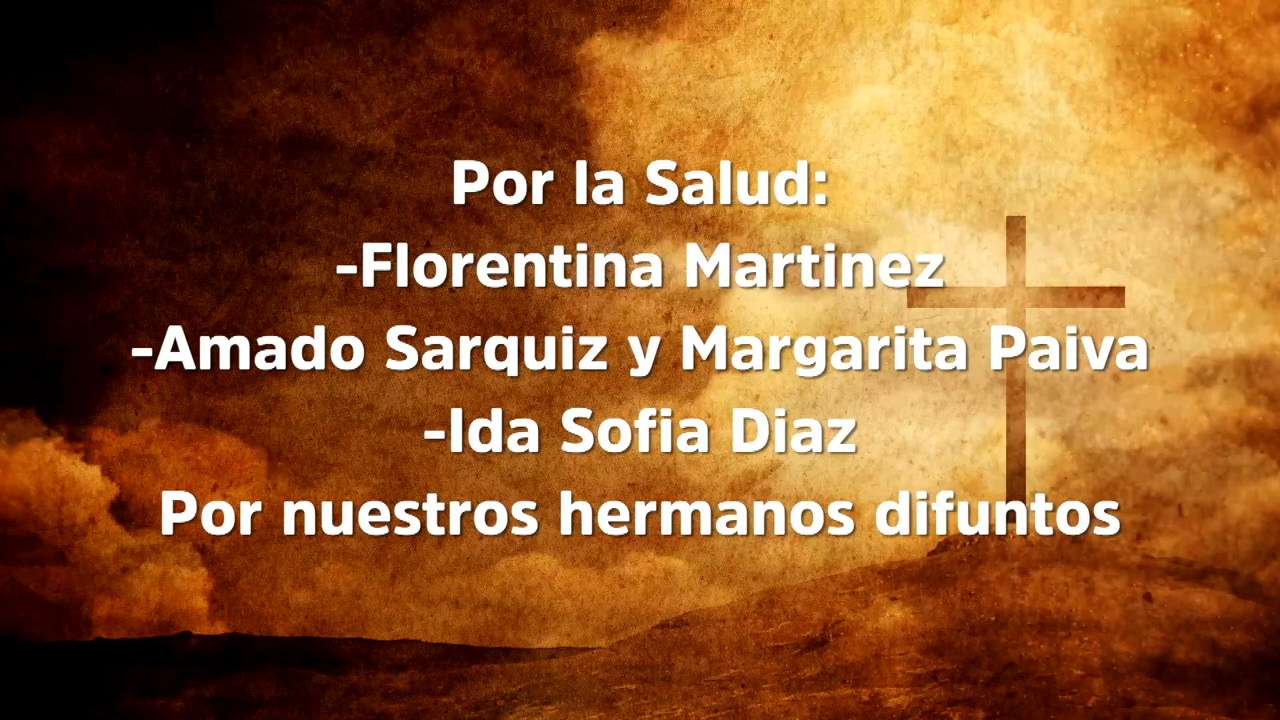 Por la Salud:
-Florentina Martinez
-Amado Sarquiz y Margarita Paiva
-Ida Sofia Diaz
Por nuestros hermanos difuntos